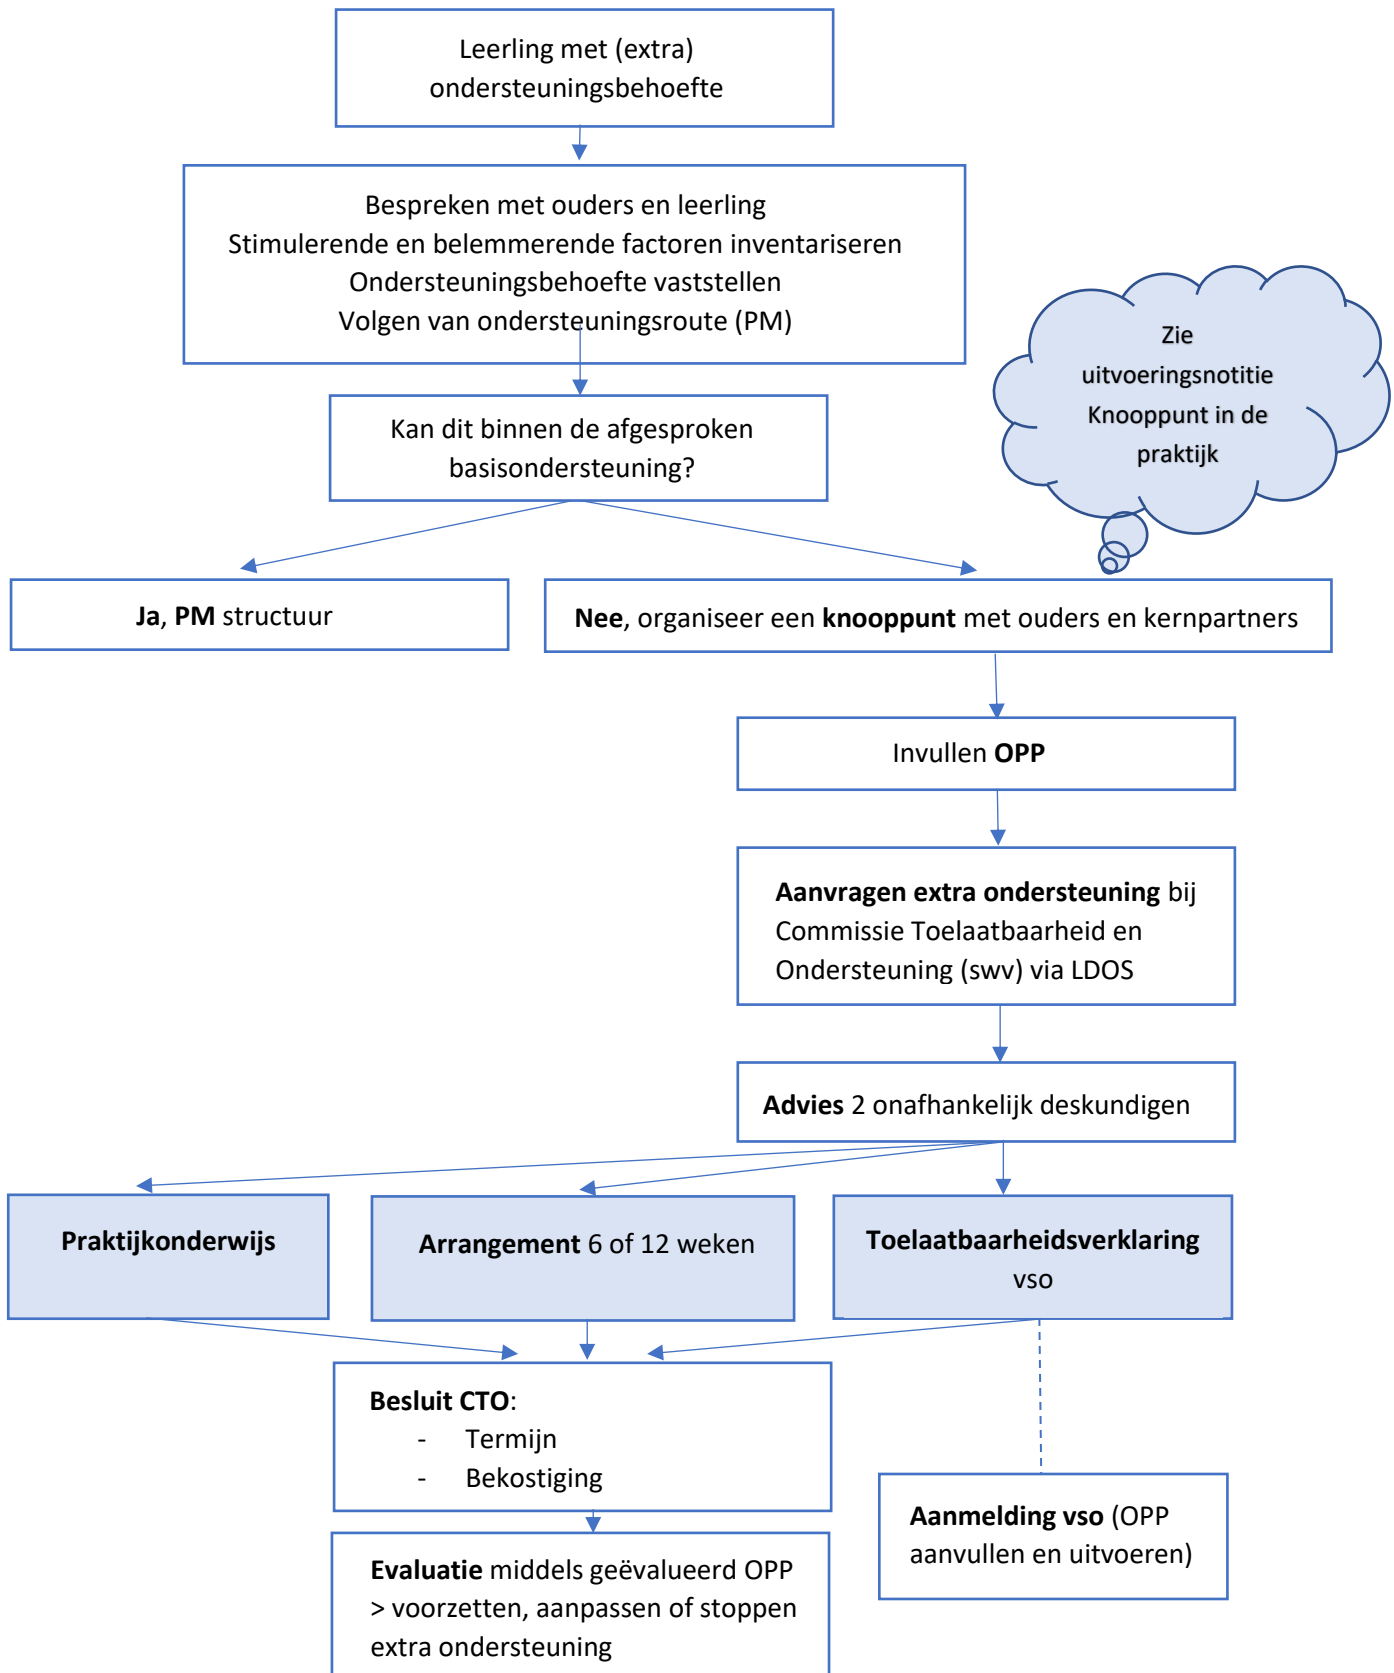 Leerling met (extra)
ondersteuningsbehoefte
Bespreken met ouders en leerling
Stimulerende en belemmerende factoren inventariseren
Ondersteuningsbehoefte vaststellen
Volgen van ondersteuningsroute (PM)
Zie
uitvoeringsnotitie
Knooppunt in de
praktijk
Kan dit binnen de afgesproken
basisondersteuning?
Ja, PM structuur
Nee, organiseer een knooppunt met ouders en kernpartners
Invullen OPP
Aanvragen extra ondersteuning bij
Commissie Toelaatbaarheid en
Ondersteuning (swv) via LDOS
Advies 2 onafhankelijk deskundigen
Praktijkonderwijs
Arrangement 6 of 12 weken
Toelaatbaarheidsverklaring
vso
Besluit CTO:
- Termijn
- Bekostiging
Aanmelding vso (OPP
aanvullen en uitvoeren)
Evaluatie middels geëvalueerd OPP
> voorzetten, aanpassen of stoppen
extra ondersteuning